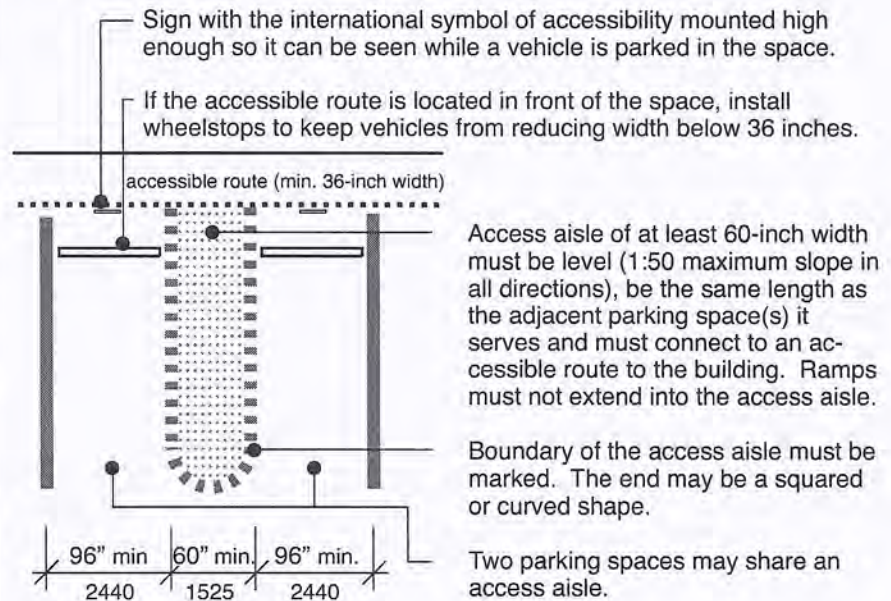 Sign with the international symbol of accessibility mounted high
enough so it can be seen while a vehicle is parked in the space.
If the accessible route is located in front of the space, install
wheelstops to keep vehicles from reducing width below 36 inches.
accessible route (min. 36-inch width)
Access aisle of at least 60-inch width
must be level (1:50 maximum slope in
all directions), be the same length as
the adjacent parking space(s) it
serves and must connect to an ac-
cessible route to the building. Ramps
must not extend into the access aisle.
Boundary of the access aisle must be
marked. The end may be a squared
or curved shape.
Two parking spaces may share an
access aisle.
96" min 60" min. 96" min.
2440 1525 2440